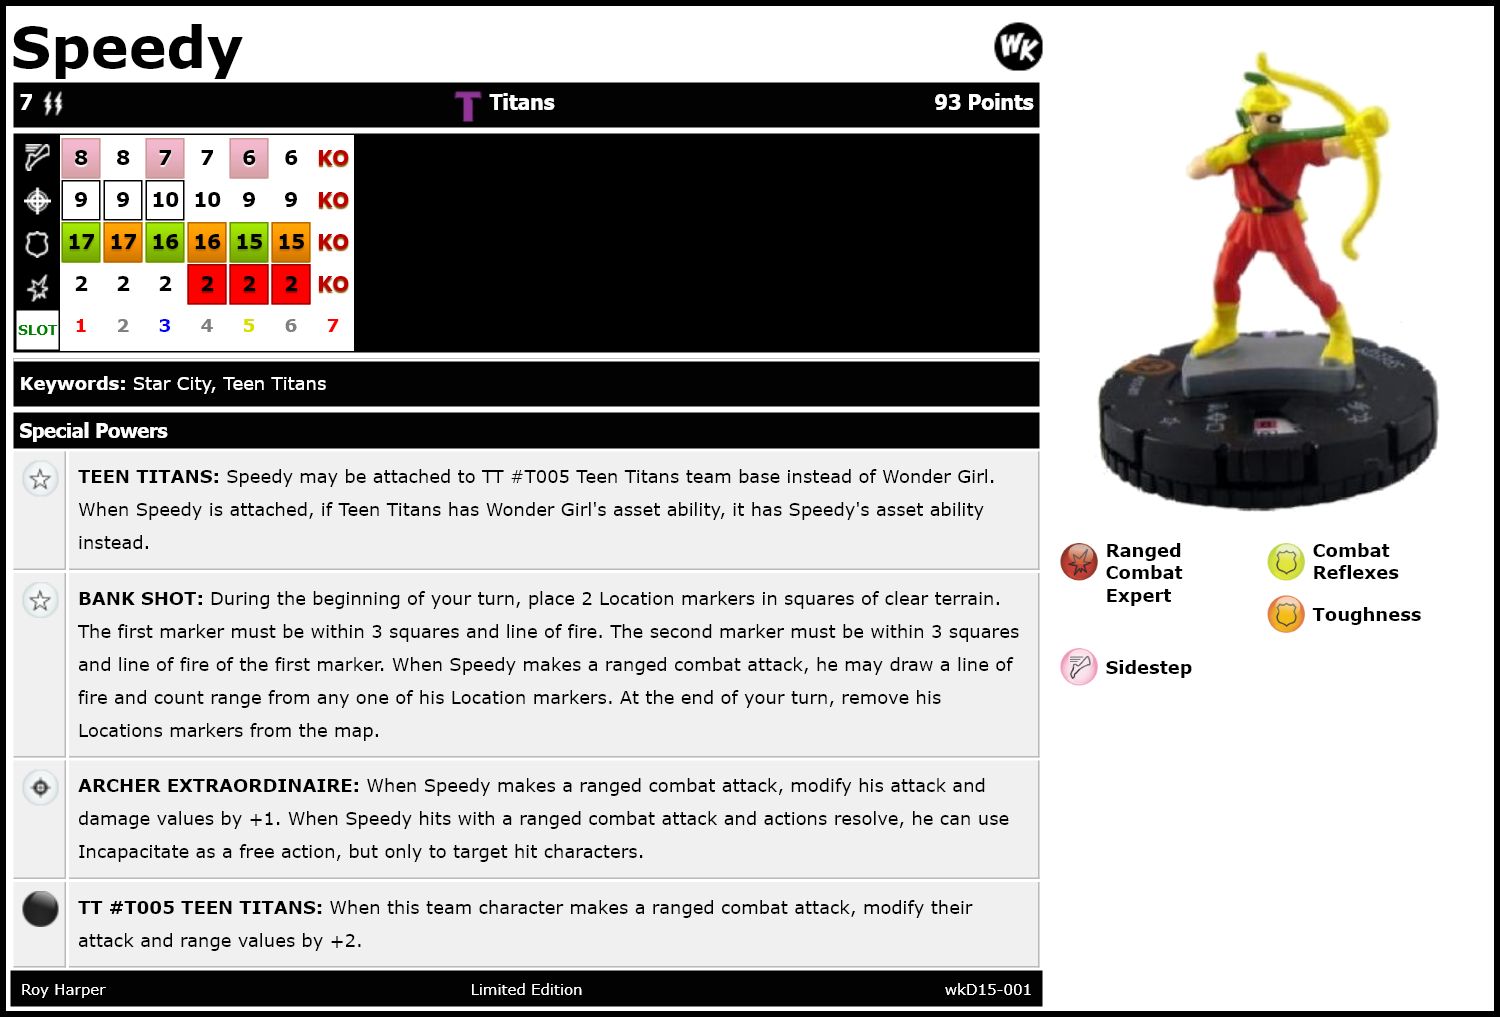 Speedy
WK
7 Titans 93 Points
8 8 7 7 6 6 KO
9 9 10 10 9 9 KO
17 17 16 16 15 15 KO
2 2 2 2 2 2 KO
SLOT 1 2 3 4 5 6 7
Keywords: Star City, Teen Titans
Special Powers
TEEN TITANS: Speedy may be attached to TT #T005 Teen Titans team base instead of Wonder Girl.
When Speedy is attached, if Teen Titans has Wonder Girl's asset ability, it has Speedy's asset ability
instead.
BANK SHOT: During the beginning of your turn, place 2 Location markers in squares of clear terrain.
The first marker must be within 3 squares and line of fire. The second marker must be within 3 squares
and line of fire of the first marker. When Speedy makes a ranged combat attack, he may draw a line of
fire and count range from any one of his Location markers. At the end of your turn, remove his
Locations markers from the map.
ARCHER EXTRAORDINAIRE: When Speedy makes a ranged combat attack, modify his attack and
damage values by +1. When Speedy hits with a ranged combat attack and actions resolve, he can use
Incapacitate as a free action, but only to target hit characters.
TT #T005 TEEN TITANS: When this team character makes a ranged combat attack, modify their
attack and range values by +2.
Roy Harper Limited Edition wkD15-001
Ranged
Combat
Expert
Combat
Reflexes
Toughness
Sidestep